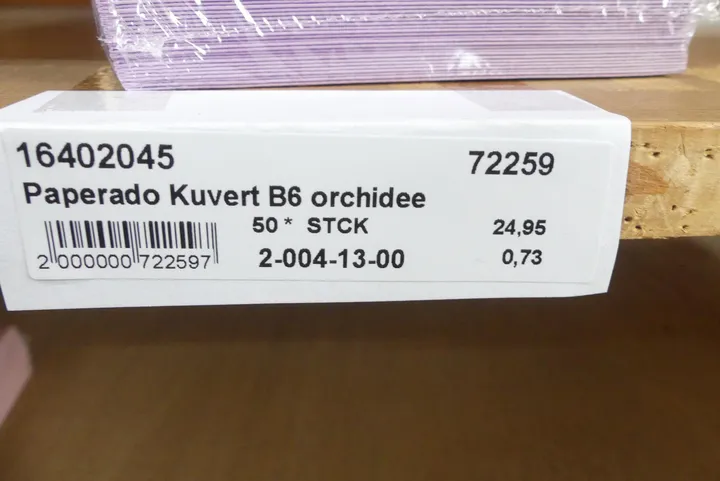 16402045 72259
Paperado Kuvert B6 orchidee
50 * STCK 24,95
2 000000 722597 2-004-13-00 0,73